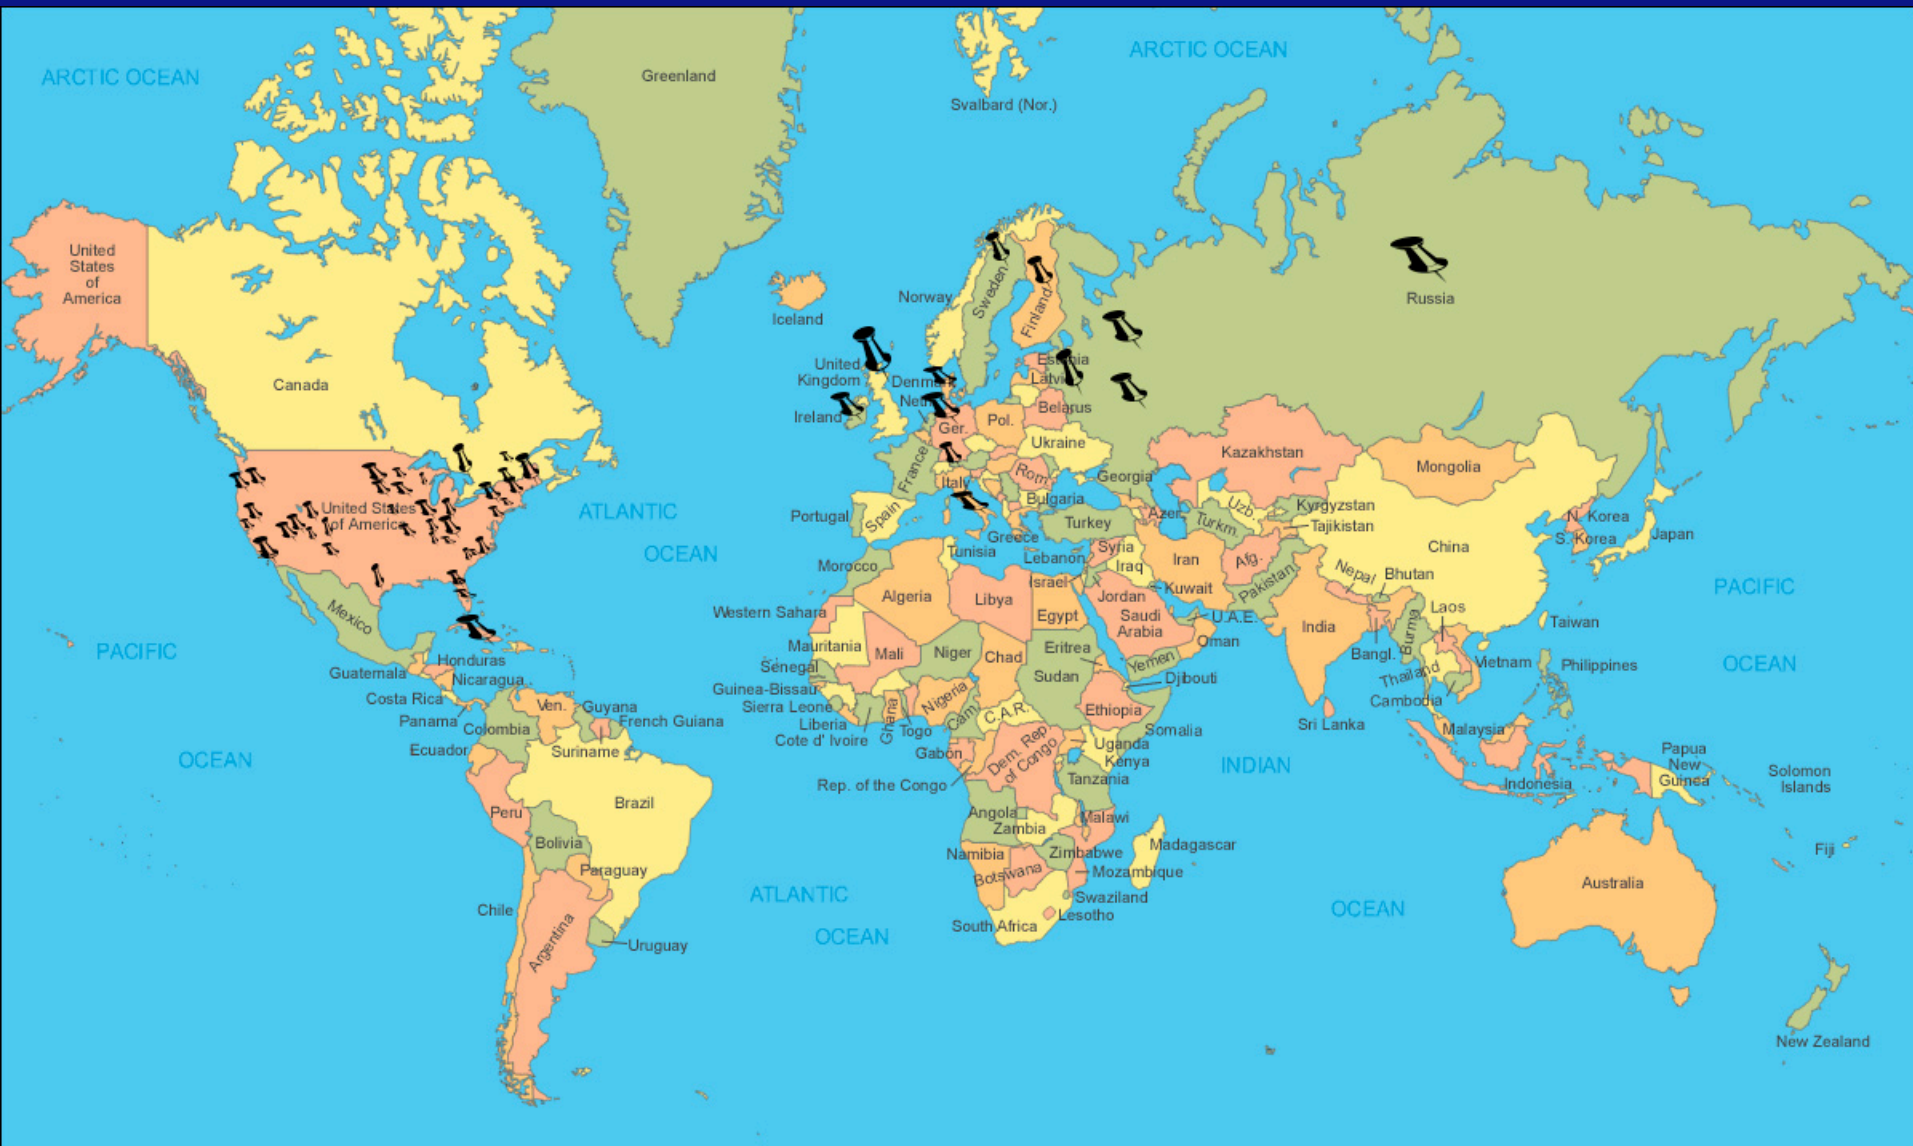 ARCTIC OCEAN
ARCTIC OCEAN
Greenland
Svalbard (Nor.)
United
States
of
America
Canada
Iceland
Norway
Sweden
Finland
Russia
United
Kingdom
Ireland
Denm
Neth
Estonia
Latvi
Belarus
Pol.
Ger.
Ukraine
France
Rom.
Italy
Bulgaria
Portugal
Spain
Greece
Turkey
Georgia
Azer.
Kazakhstan
Mongolia
Uzb.
Turkm.
Kyrgyzstan
Tajikistan
China
N. Korea
S. Korea
Japan
United States
of America
ATLANTIC
OCEAN
Mexico
Morocco
Tunisia
Lebanon
Israel
Syria
Iraq
Iran
Afg.
Pakistan
Nepal
Bhutan
Kuwait
Jordan
Saudi
Arabia
U.A.E.
Oman
Yemen
Western Sahara
Algeria
Libya
Egypt
India
Bangl.
Burma
Laos
Taiwan
Thailand
Vietnam
Cambodia
Philippines
PACIFIC
OCEAN
PACIFIC
OCEAN
Mauritania
Mali
Niger
Chad
Eritrea
Sudan
Djibouti
Senegal
Guinea-Bissau
Sierra Leone
Liberia
Cote d' Ivoire
Ghana
Togo
Nigeria
Cam.
C.A.R.
Ethiopia
Somalia
Guatemala
Honduras
Nicaragua
Costa Rica
Panama
Ven.
Guyana
French Guiana
Colombia
Suriname
Ecuador
Gabon
Rep. of the Congo
Dem. Rep.
of Congo
Uganda
Kenya
Tanzania
INDIAN
OCEAN
Sri Lanka
Malaysia
Indonesia
Papua
New
Guinea
Solomon
Islands
Peru
Brazil
Bolivia
Paraguay
Chile
Argentina
Uruguay
ATLANTIC
OCEAN
Angola
Zambia
Malawi
Namibia
Botswana
Zimbabwe
Mozambique
Madagascar
Swaziland
Lesotho
South Africa
Australia
Fiji
New Zealand